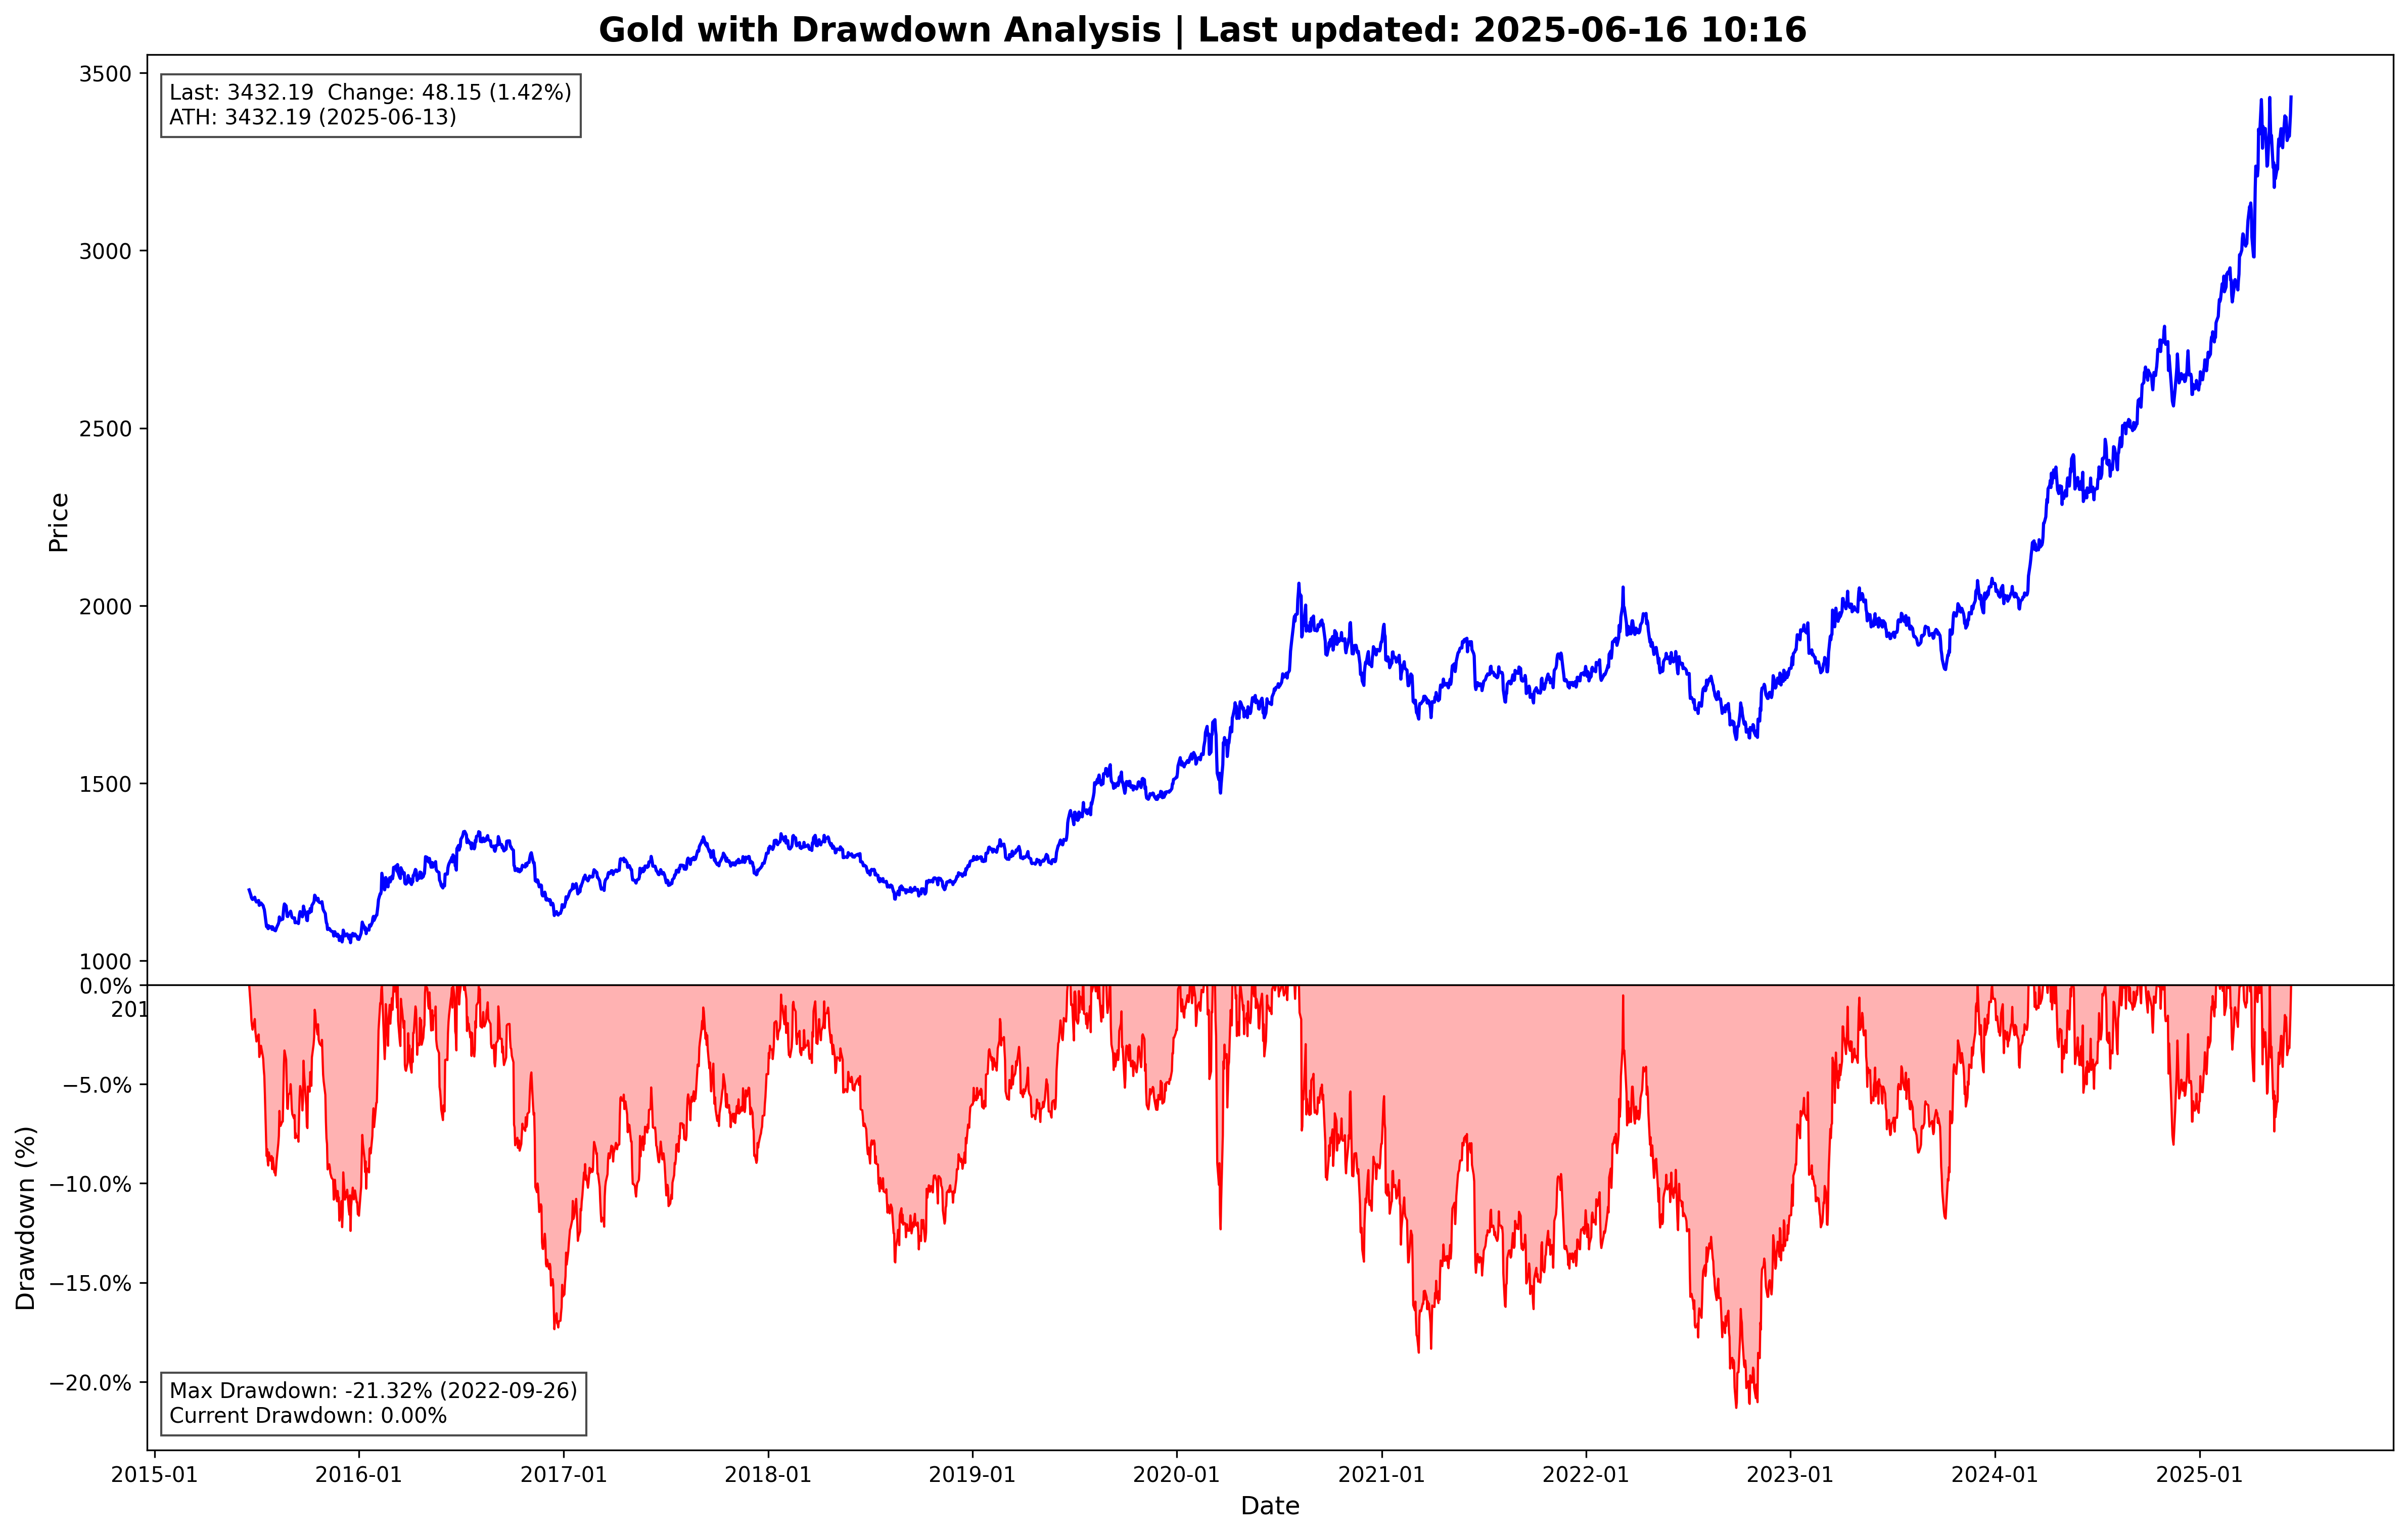 Gold with Drawdown Analysis | Last updated: 2025-06-16 10:16
Last: 3432.19  Change: 48.15 (1.42%)
ATH: 3432.19 (2025-06-13)
3500
3000
2500
2000
1500
1000
Price
201
0.0%
−5.0%
−10.0%
−15.0%
−20.0%
Drawdown (%)
Max Drawdown: -21.32% (2022-09-26)
Current Drawdown: 0.00%
2015-01
2016-01
2017-01
2018-01
2019-01
2020-01
2021-01
2022-01
2023-01
2024-01
2025-01
Date